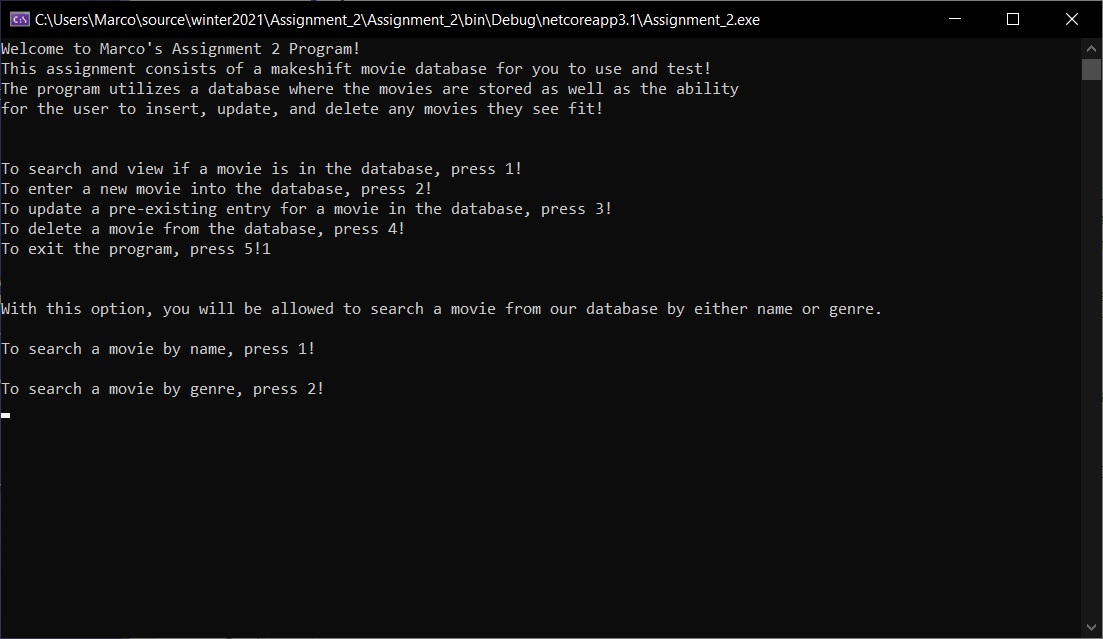 C:\Users\Marco\source\winter2021\Assignment_2\Assignment_2\bin\Debug\netcoreapp3.1\Assignment_2.exe
Welcome to Marco's Assignment 2 Program!
This assignment consists of a makeshift movie database for you to use and test!
The program utilizes a database where the movies are stored as well as the ability
for the user to insert, update, and delete any movies they see fit!
To search and view if a movie is in the database, press 1!
To enter a new movie into the database, press 2!
To update a pre-existing entry for a movie in the database, press 3!
To delete a movie from the database, press 4!
To exit the program, press 5!1
With this option, you will be allowed to search a movie from our database by either name or genre.
To search a movie by name, press 1!
To search a movie by genre, press 2!